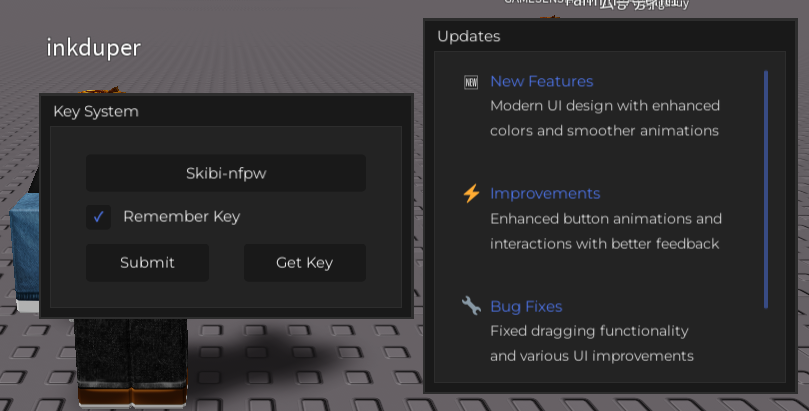 inkduper
Key System
Skibi-nfpw
✓ Remember Key
Submit
Get Key
Updates
🆕 New Features
Modern UI design with enhanced
colors and smoother animations
⚡ Improvements
Enhanced button animations and
interactions with better feedback
🔧 Bug Fixes
Fixed dragging functionality
and various UI improvements